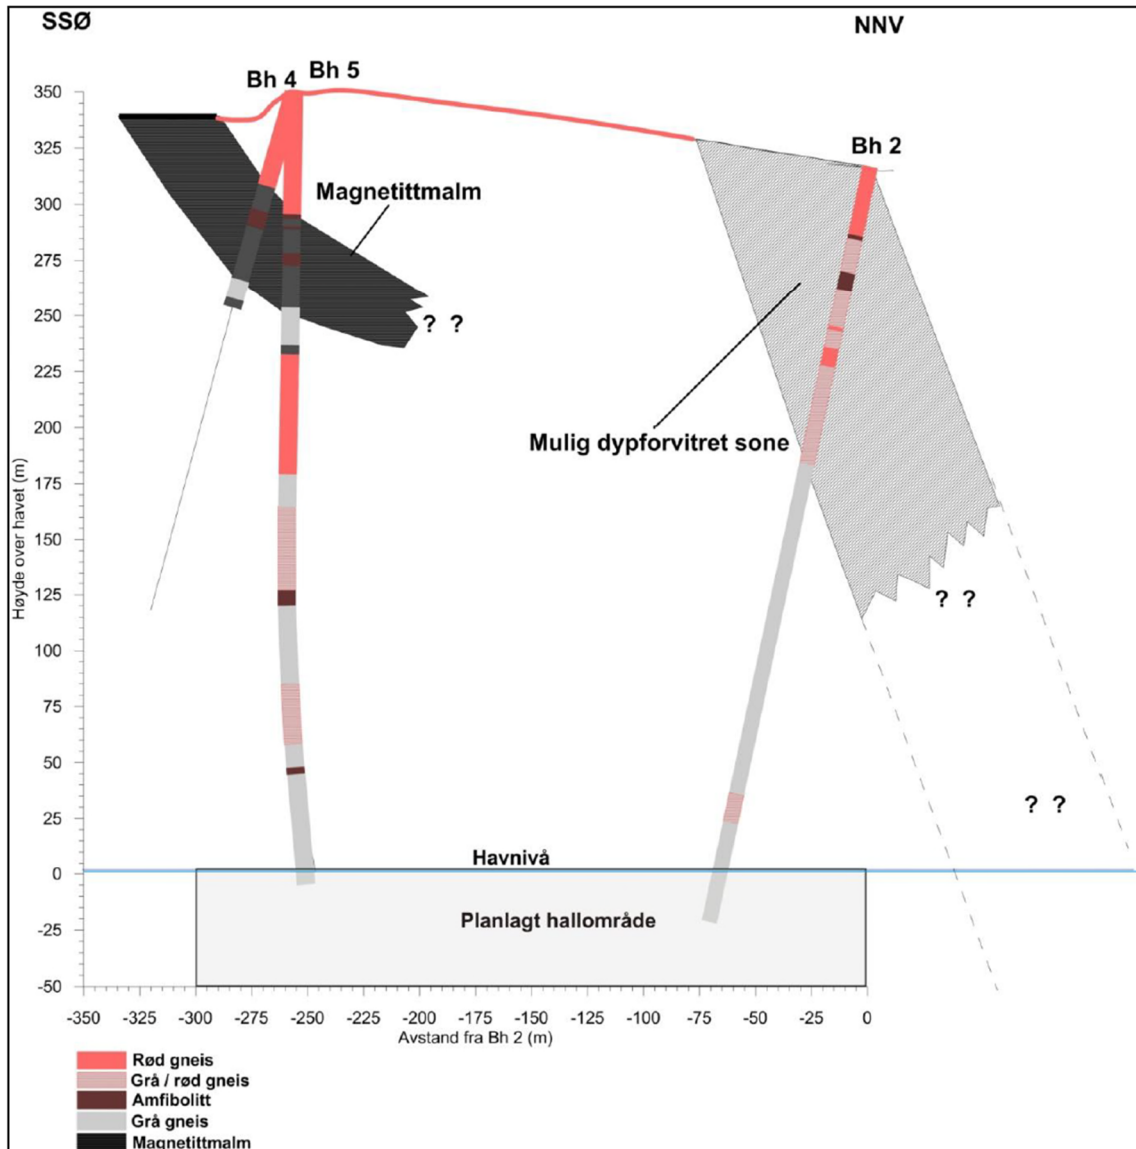 SSØ
NNV
Bh 4
Bh 5
Bh 2
Magnetittmalm
? ?
Mulig dypforvitret sone
? ?
? ?
Havnivå
Planlagt hallområde
Høyde over havet (m)
350
325
300
275
250
225
200
175
150
125
100
75
50
25
0
-25
-50
-350 -325 -300 -275 -250 -225 -200 -175 -150 -125 -100 -75 -50 -25 0
Avstand fra Bh 2 (m)
Rød gneis
Grå / rød gneis
Amfibolitt
Grå gneis
Magnetittmalm